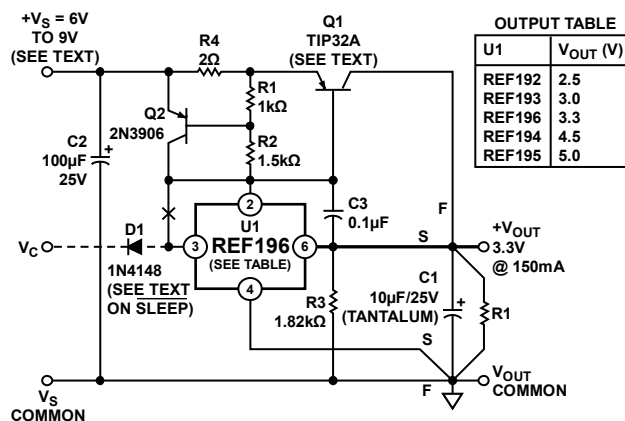 +VS = 6V
TO 9V
(SEE TEXT)
R4
2Ω
Q1
TIP32A
(SEE TEXT)
OUTPUT TABLE
U1 VOUT (V)
REF192 2.5
REF193 3.0
REF196 3.3
REF194 4.5
REF195 5.0
R1
1kΩ
Q2
2N3906
R2
1.5kΩ
C2
100µF
25V
+
2
U1
3 REF196 6
(SEE TABLE)
4
C3
0.1µF
F
S
+VOUT
3.3V
@ 150mA
VC
D1
1N4148
(SEE TEXT
ON SLEEP)
R3
1.82kΩ
C1
10µF/25V
(TANTALUM)
+
R1
S
F
VS
COMMON
VOUT
COMMON